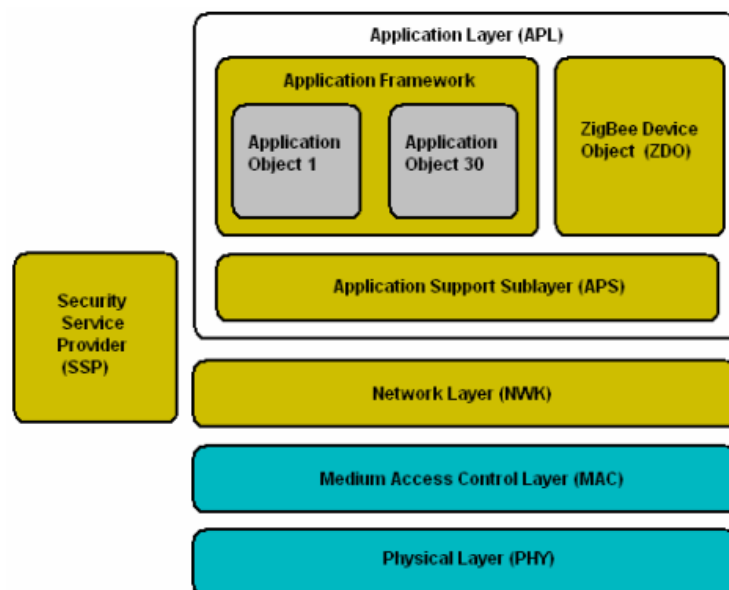 Application Layer (APL)
Application Framework
Application
Object 1
Application
Object 30
ZigBee Device
Object (ZDO)
Application Support Sublayer (APS)
Security
Service
Provider
(SSP)
Network Layer (NWK)
Medium Access Control Layer (MAC)
Physical Layer (PHY)